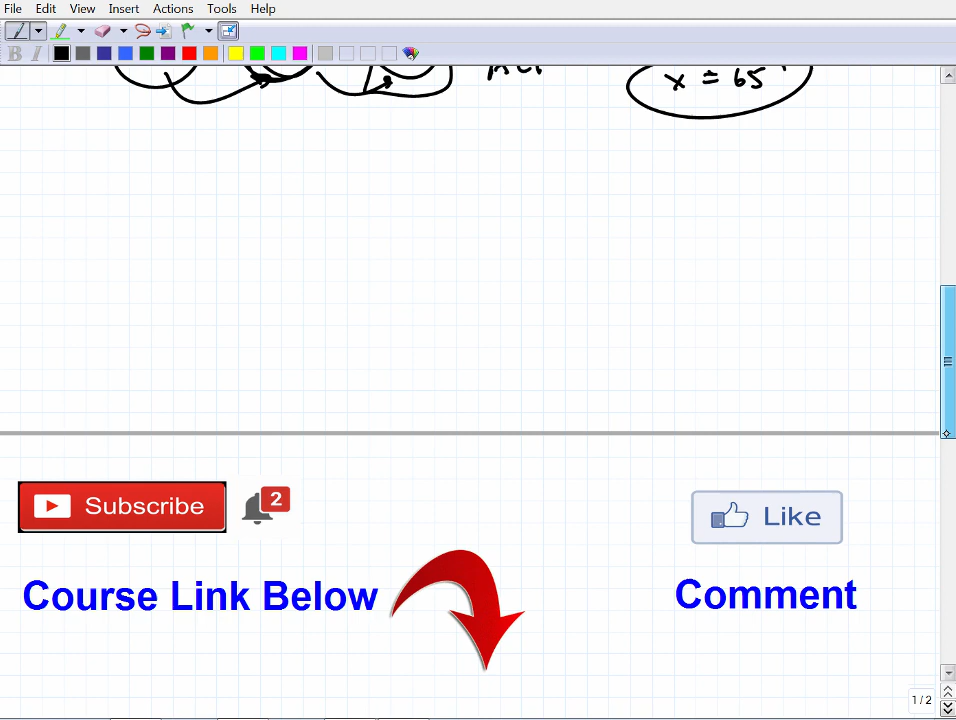 File Edit View Insert Actions Tools Help
B I
x = 65
Subscribe 2
Like
Course Link Below
Comment
1 / 2